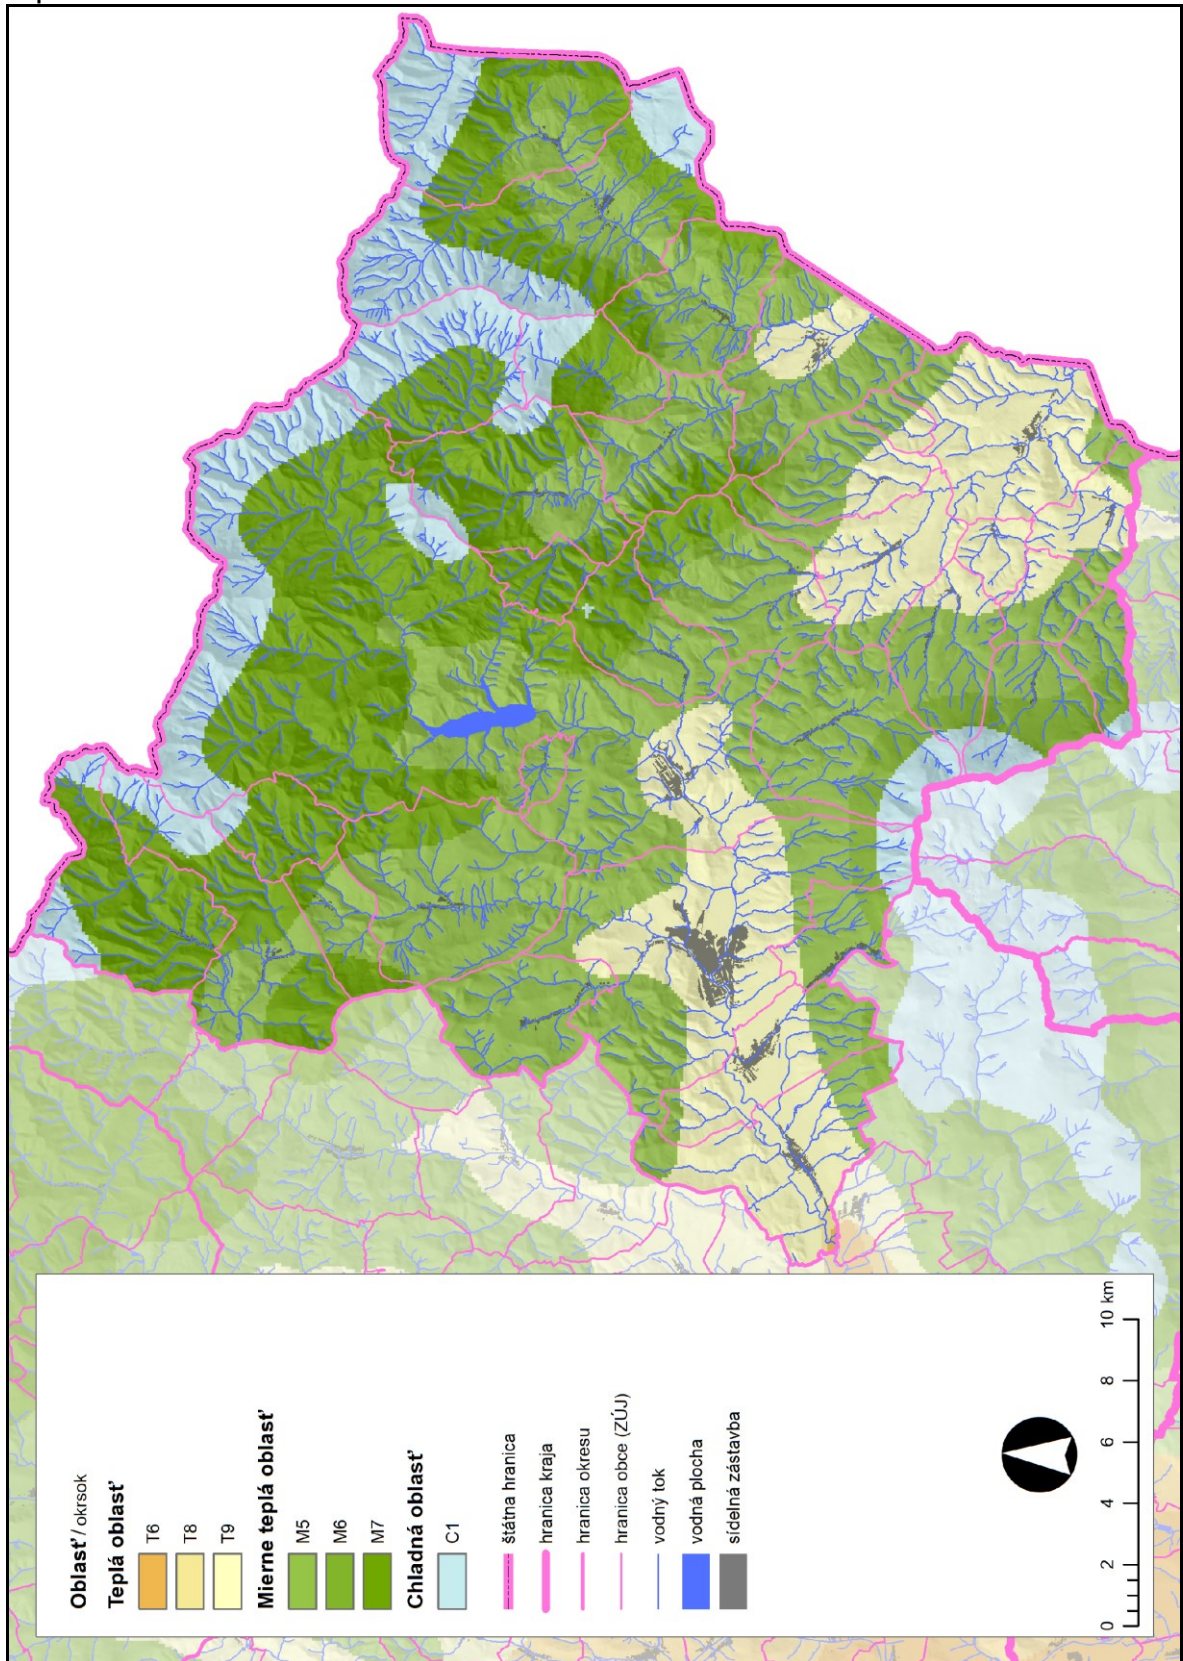 Oblasť / okrsok
Teplá oblasť
T6
T8
T9
Mierne teplá oblasť
M5
M6
M7
Chladná oblasť
C1
štátna hranica
hranica kraja
hranica okresu
hranica obce (ZÚJ)
vodný tok
vodná plocha
sídelná zástavba
0 2 4 6 8 10 km